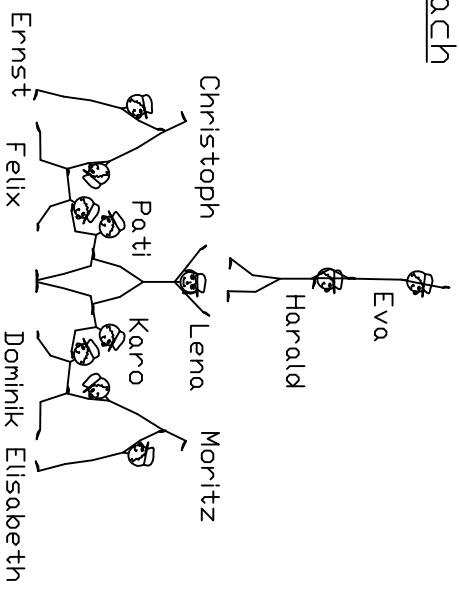 ach
Eva
Harald
Christoph Lena Moritz
Pati Karo
Ernst Felix Dominik Elisabeth